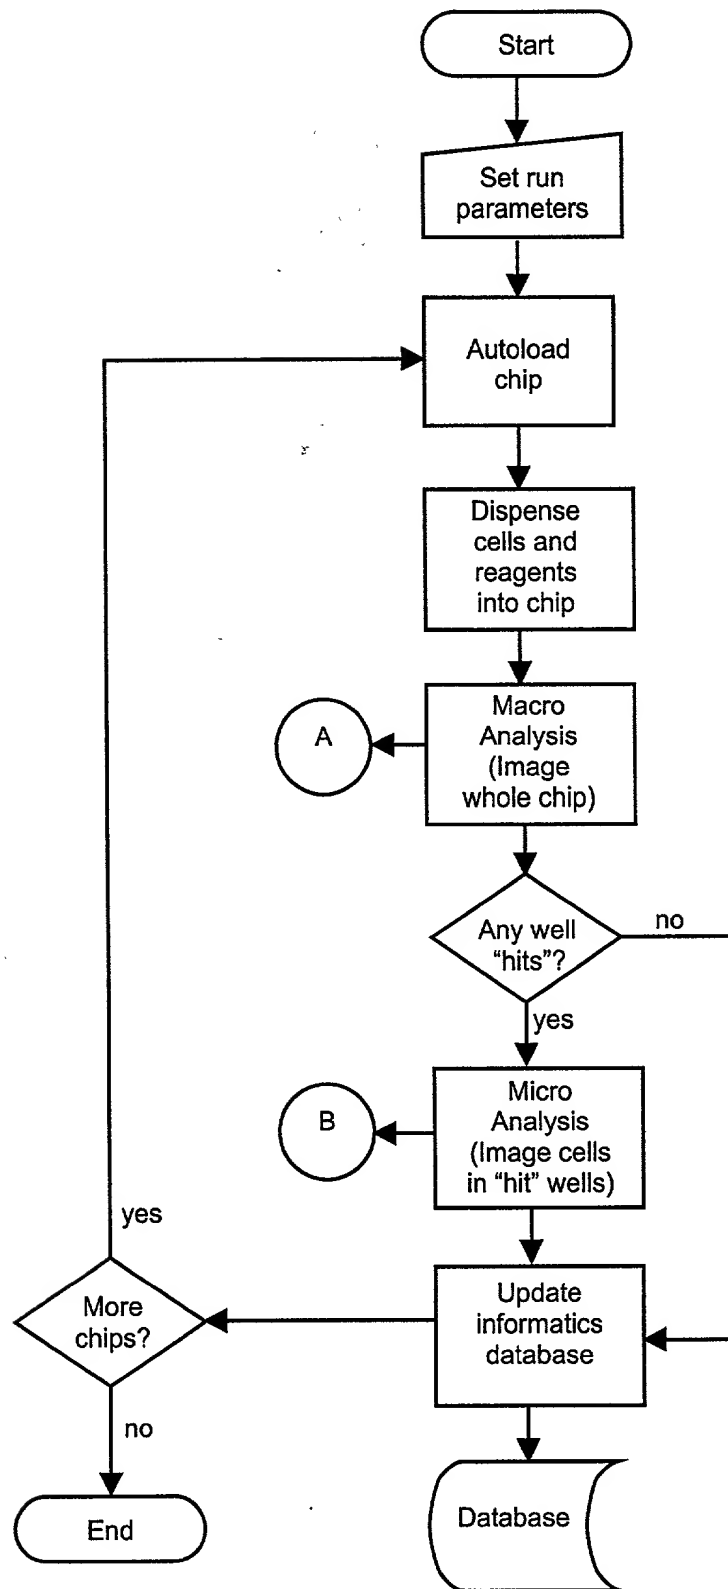 Start
Set run
parameters
Autoload
chip
Dispense
cells and
reagents
into chip
Macro
Analysis
(Image
whole chip)
A
Any well
“hits”?
no
yes
Micro
Analysis
(Image cells
in “hit” wells)
B
yes
Update
informatics
database
More
chips?
no
End
Database